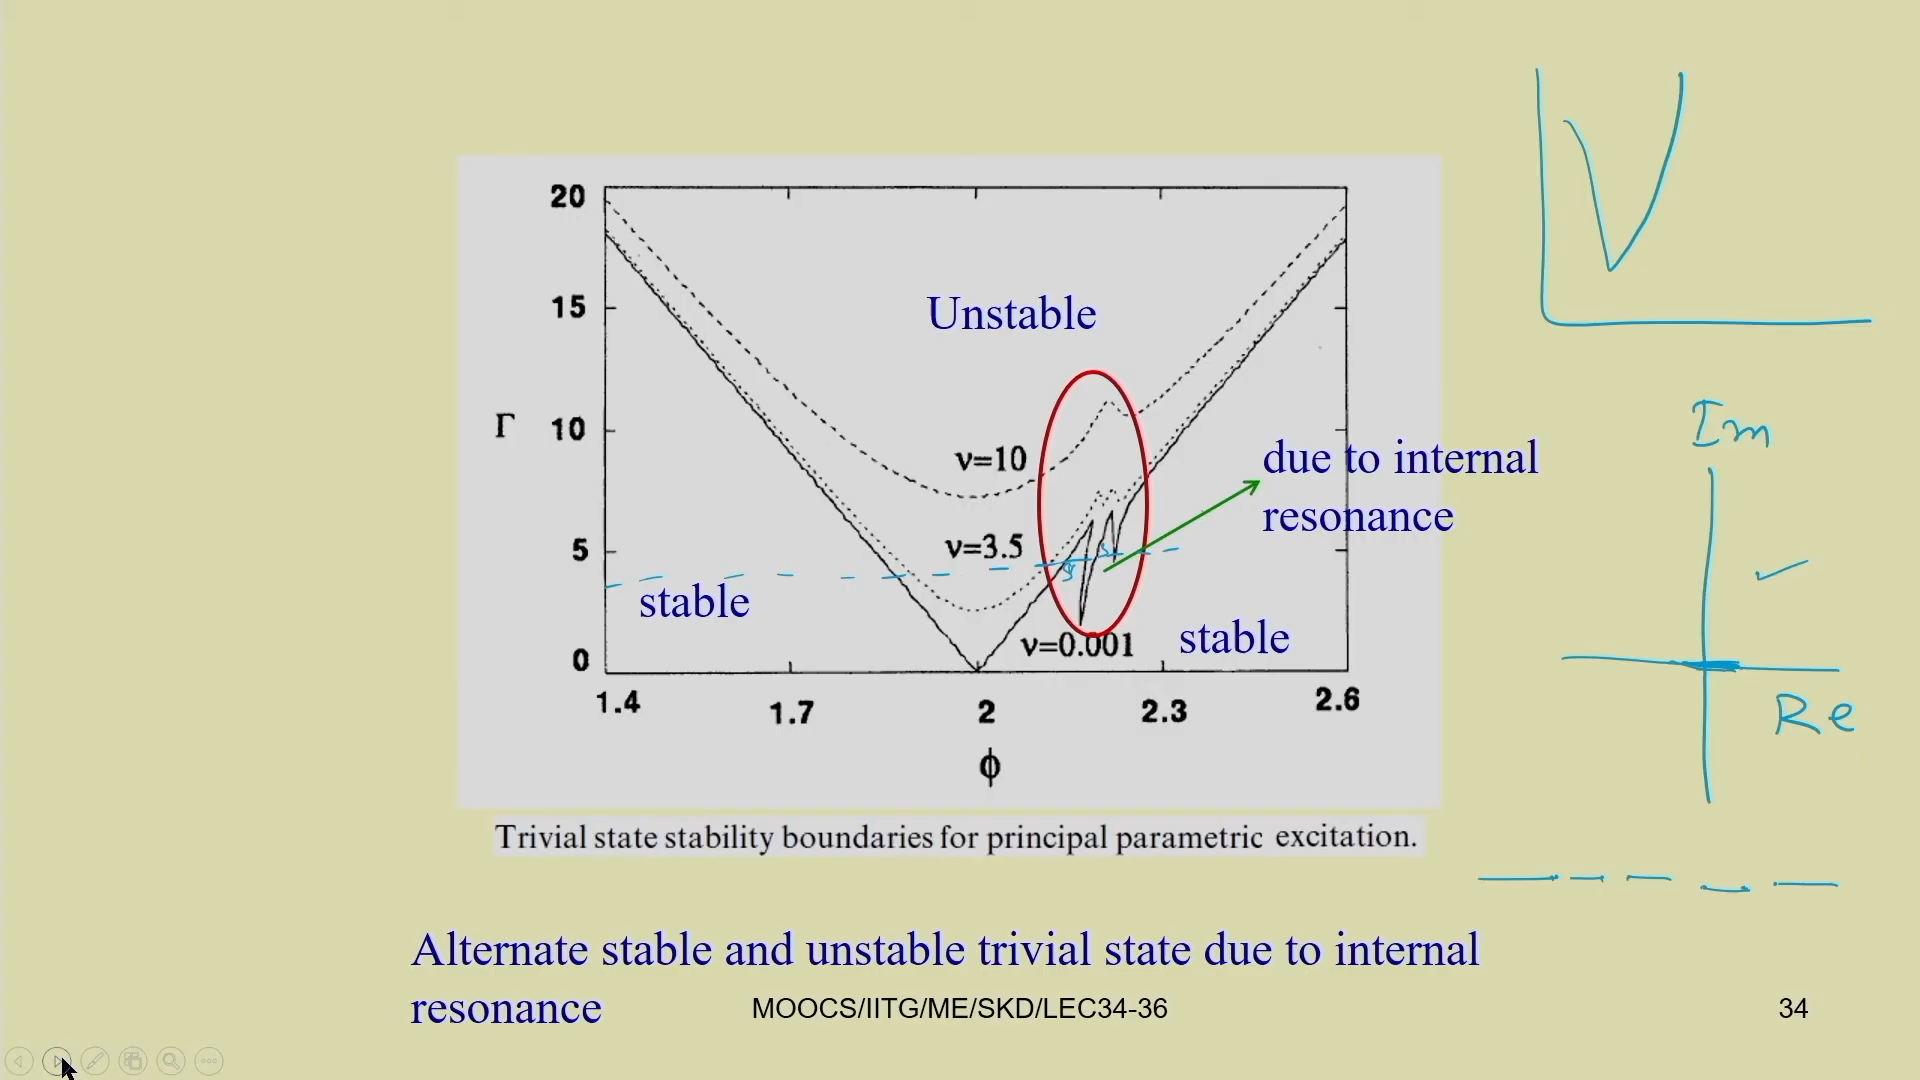 20
15
Γ 10
5
0
1.4 1.7 2 2.3 2.6
ϕ
Unstable
ν=10
ν=3.5
ν=0.001
stable
stable
due to internal
resonance
S
S
Im
Re
Trivial state stability boundaries for principal parametric excitation.
Alternate stable and unstable trivial state due to internal
resonance
MOOCS/IITG/ME/SKD/LEC34-36
34